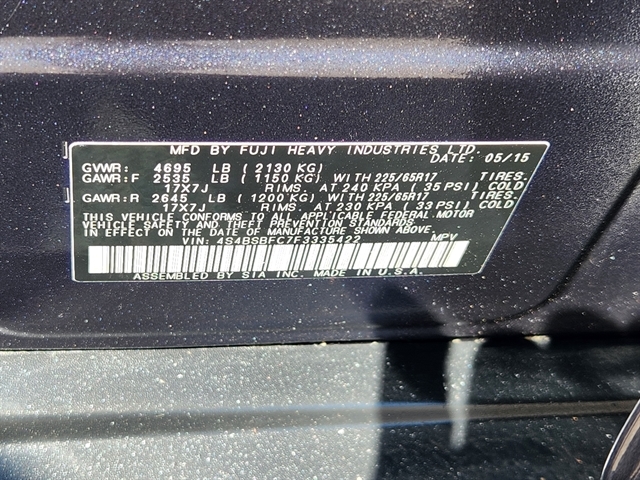 MFD BY FUJI HEAVY INDUSTRIES LTD.
DATE: 05/15
GVWR: 4695 LB (2130 KG)
GAWR:F 2535 LB (1150 KG) WITH 225/65R17 TIRES.
17X7J RIMS. AT 240 KPA (35 PSI) COLD
GAWR:R 2645 LB (1200 KG) WITH 225/65R17 TIRES.
17X7J RIMS. AT 230 KPA (33 PSI) COLD
THIS VEHICLE CONFORMS TO ALL APPLICABLE FEDERAL MOTOR
VEHICLE SAFETY AND THEFT PREVENTION STANDARDS IN EFFECT ON THE DATE
OF MANUFACTURE SHOWN ABOVE.
VIN: 4S4BSBFC7F3335422 MPV
ASSEMBLED BY SIA INC. MADE IN U.S.A.